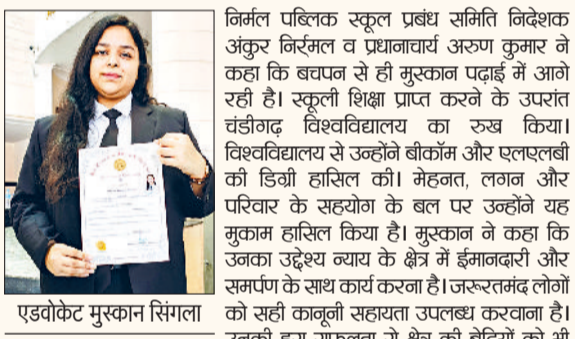 निर्मल पब्लिक स्कूल प्रबंध समिति निदेशक
अंकुर निर्र्मल व प्रधानाचार्य अरुण कुमार ने
कहा कि बचपन से ही मुस्कान पढ़ाई में आगे
रही है। स्कूली शिक्षा प्राप्त करने के उपरांत
चंडीगढ़ विश्वविद्यालय का रुख किया।
विश्वविद्यालय से उन्होंने बीकॉम और एलएलबी
की डिग्री हासिल की। मेहनत, लगन और
परिवार के सहयोग के बल पर उन्होंने यह
मुकाम हासिल किया है। मुस्कान ने कहा कि
उनका उद्देश्य न्याय के क्षेत्र में ईमानदारी और
समर्पण के साथ कार्य करना है। जरूरतमंद लोगों
को सही कानूनी सहायता उपलब्ध करवाना है।
एडवोकेट मुस्कान सिंगला